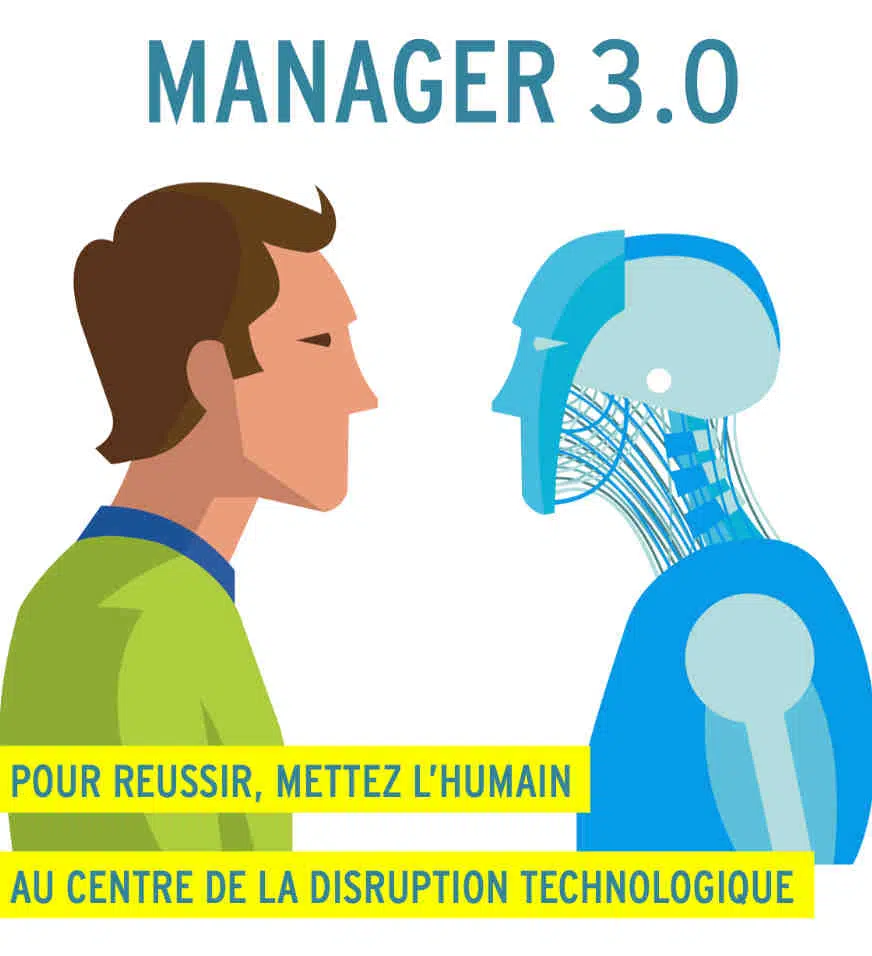 MANAGER 3.0
POUR REUSSIR, METTEZ L'HUMAIN
AU CENTRE DE LA DISRUPTION TECHNOLOGIQUE